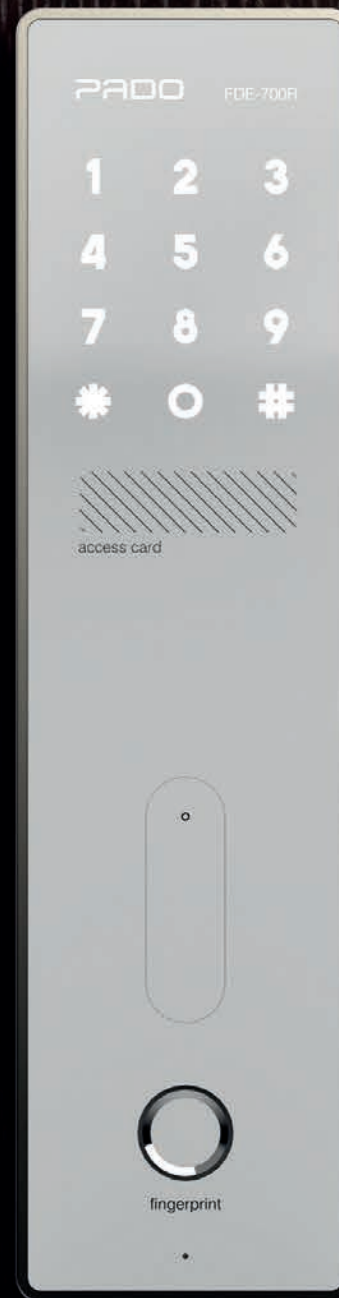 PADO FDE-700R
1 2 3
4 5 6
7 8 9
* 0 #
access card
fingerprint